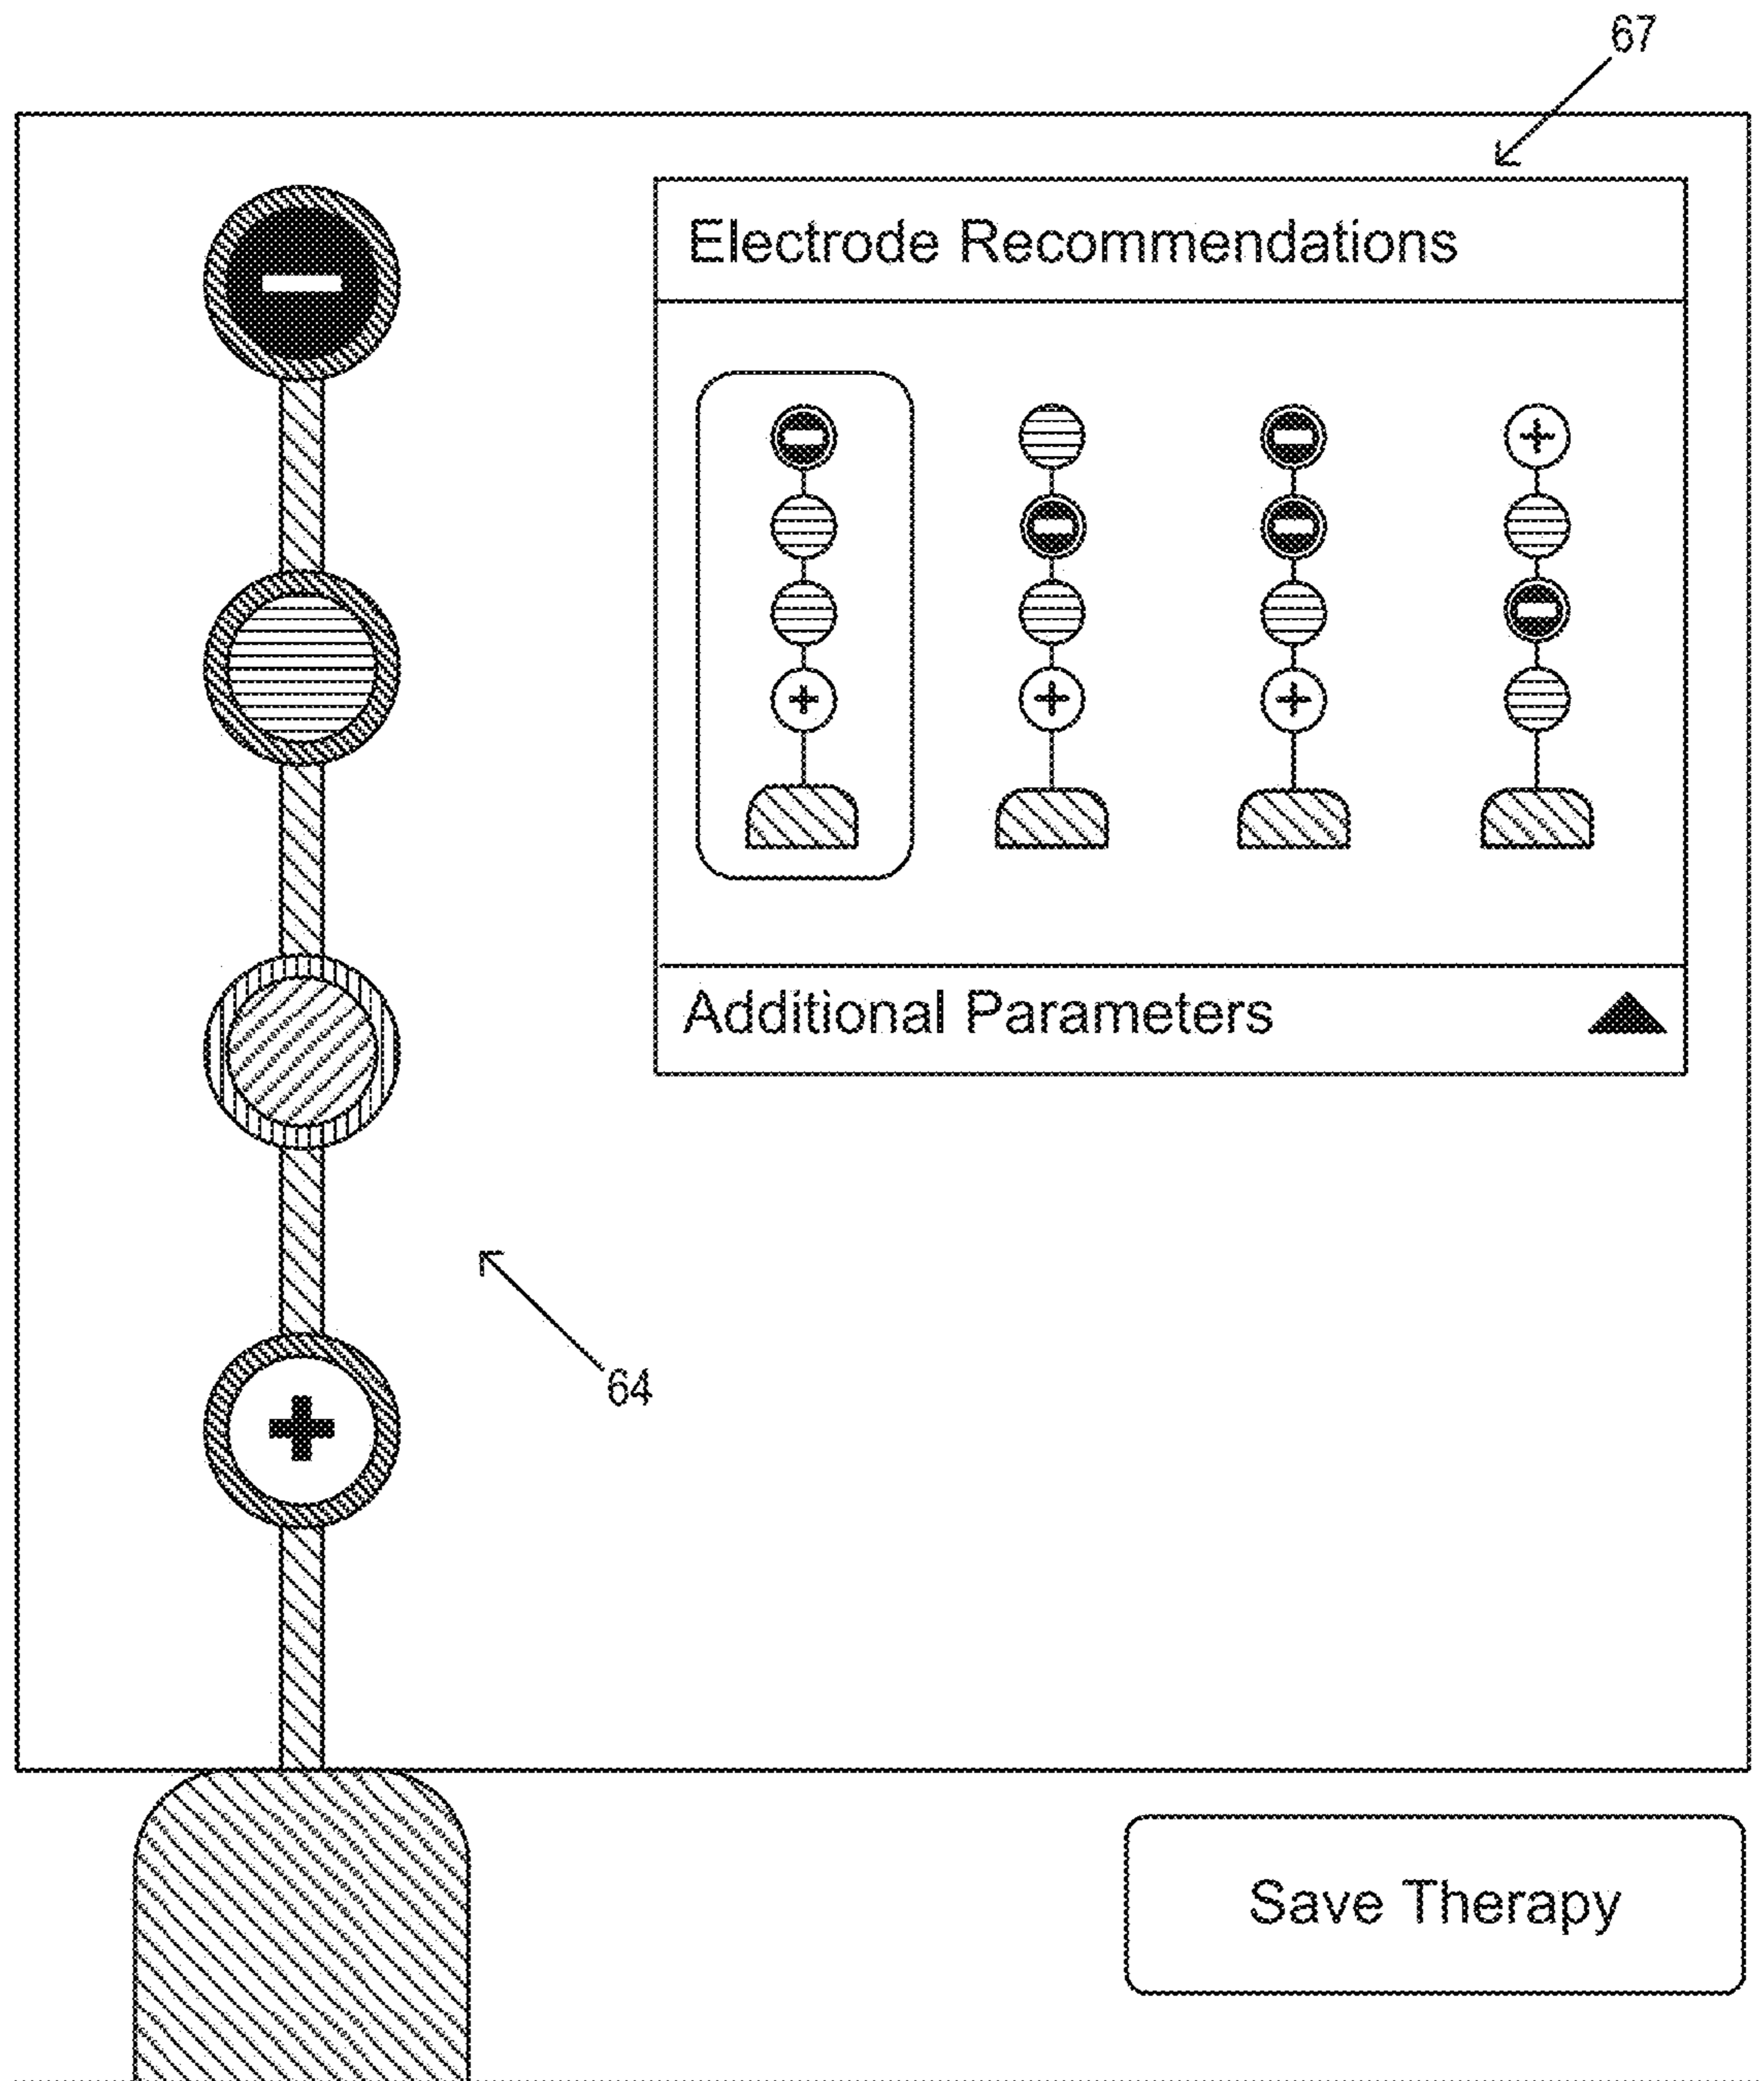 67
Electrode Recommendations
Additional Parameters
64
Save Therapy